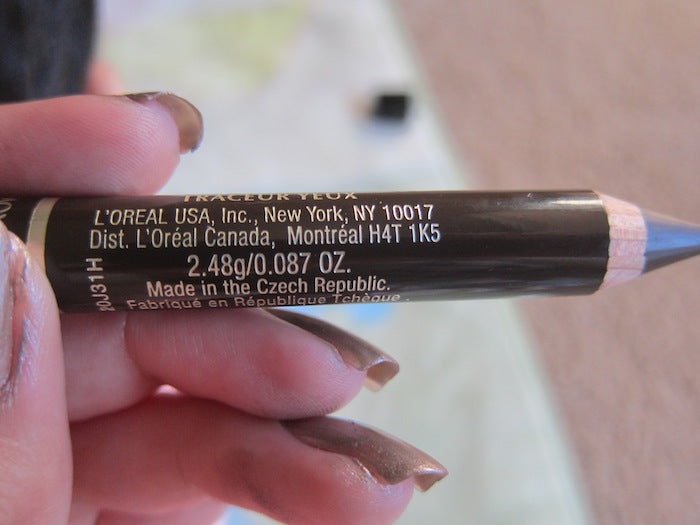 TRACEUR YEUX
L'OREAL USA, Inc., New York, NY 10017
Dist. L'Oréal Canada, Montréal H4T 1K5
2.48g/0.087 OZ.
Made in the Czech Republic.
Fabriqué en République Tchèque.
20J31H